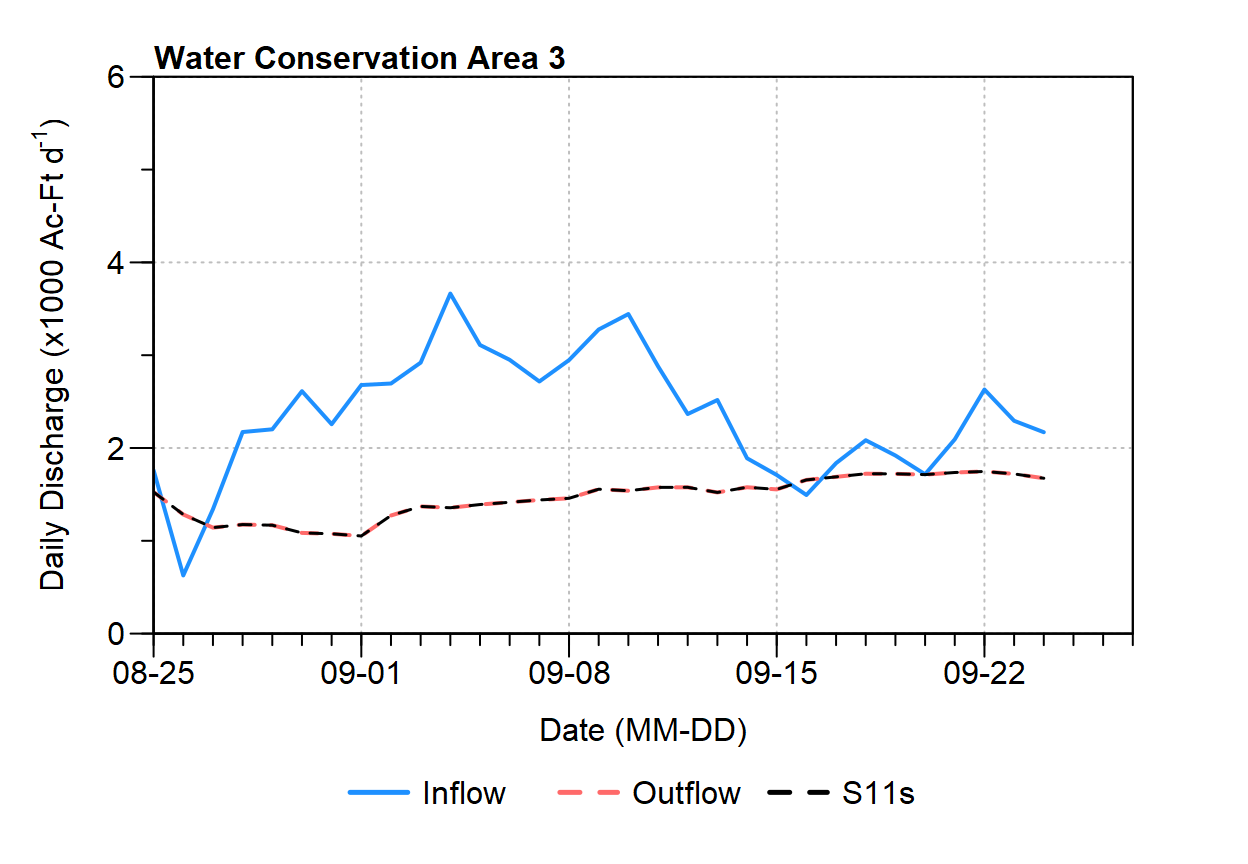 Water Conservation Area 3
6
4
2
0
Daily Discharge (x1000 Ac-Ft d⁻¹)
08-25 09-01 09-08 09-15 09-22
Date (MM-DD)
Inflow Outflow S11s